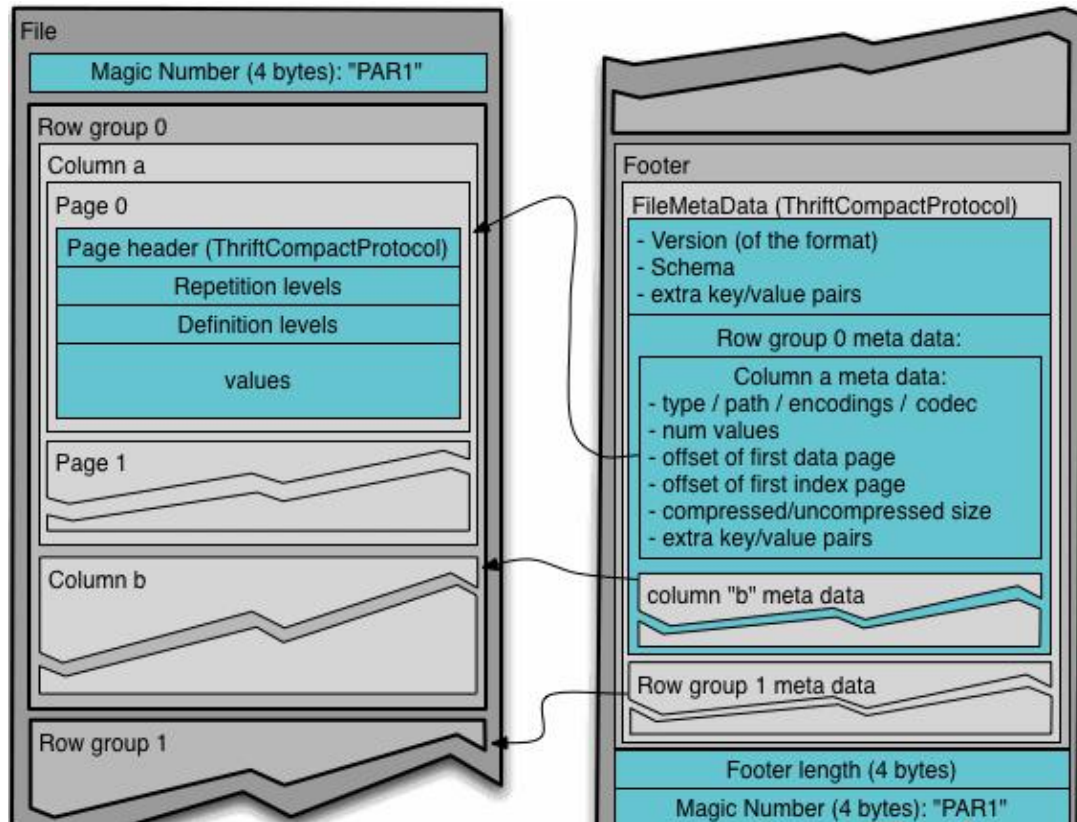 File
Magic Number (4 bytes): "PAR1"
Row group 0
Column a
Page 0
Page header (ThriftCompactProtocol)
Repetition levels
Definition levels
values
Page 1
Column b
Row group 1
Footer
FileMetaData (ThriftCompactProtocol)
- Version (of the format)
- Schema
- extra key/value pairs
Row group 0 meta data:
Column a meta data:
- type / path / encodings / codec
- num values
- offset of first data page
- offset of first index page
- compressed/uncompressed size
- extra key/value pairs
column "b" meta data
Row group 1 meta data
Footer length (4 bytes)
Magic Number (4 bytes): "PAR1"